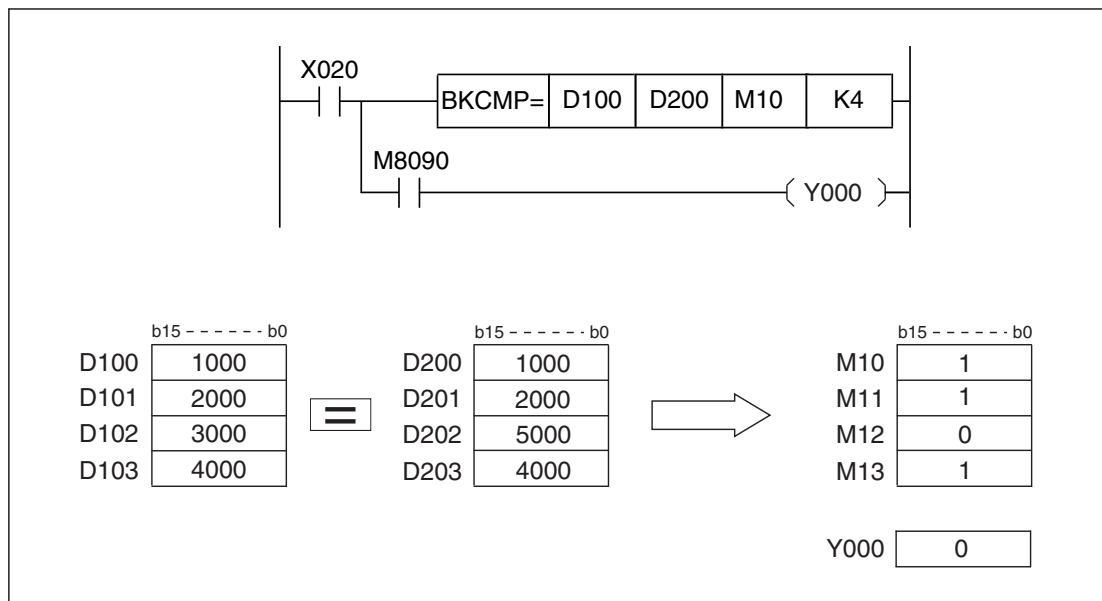 X020
BKCMP= D100 D200 M10 K4
M8090
Y000
b15 - - - - - - b0 b15 - - - - - - b0 b15 - - - - - - b0
D100 1000 D200 1000 M10 1
D101 2000 D201 2000 M11 1
= 
D102 3000 D202 5000 M12 0
D103 4000 D203 4000 M13 1
Y000 0